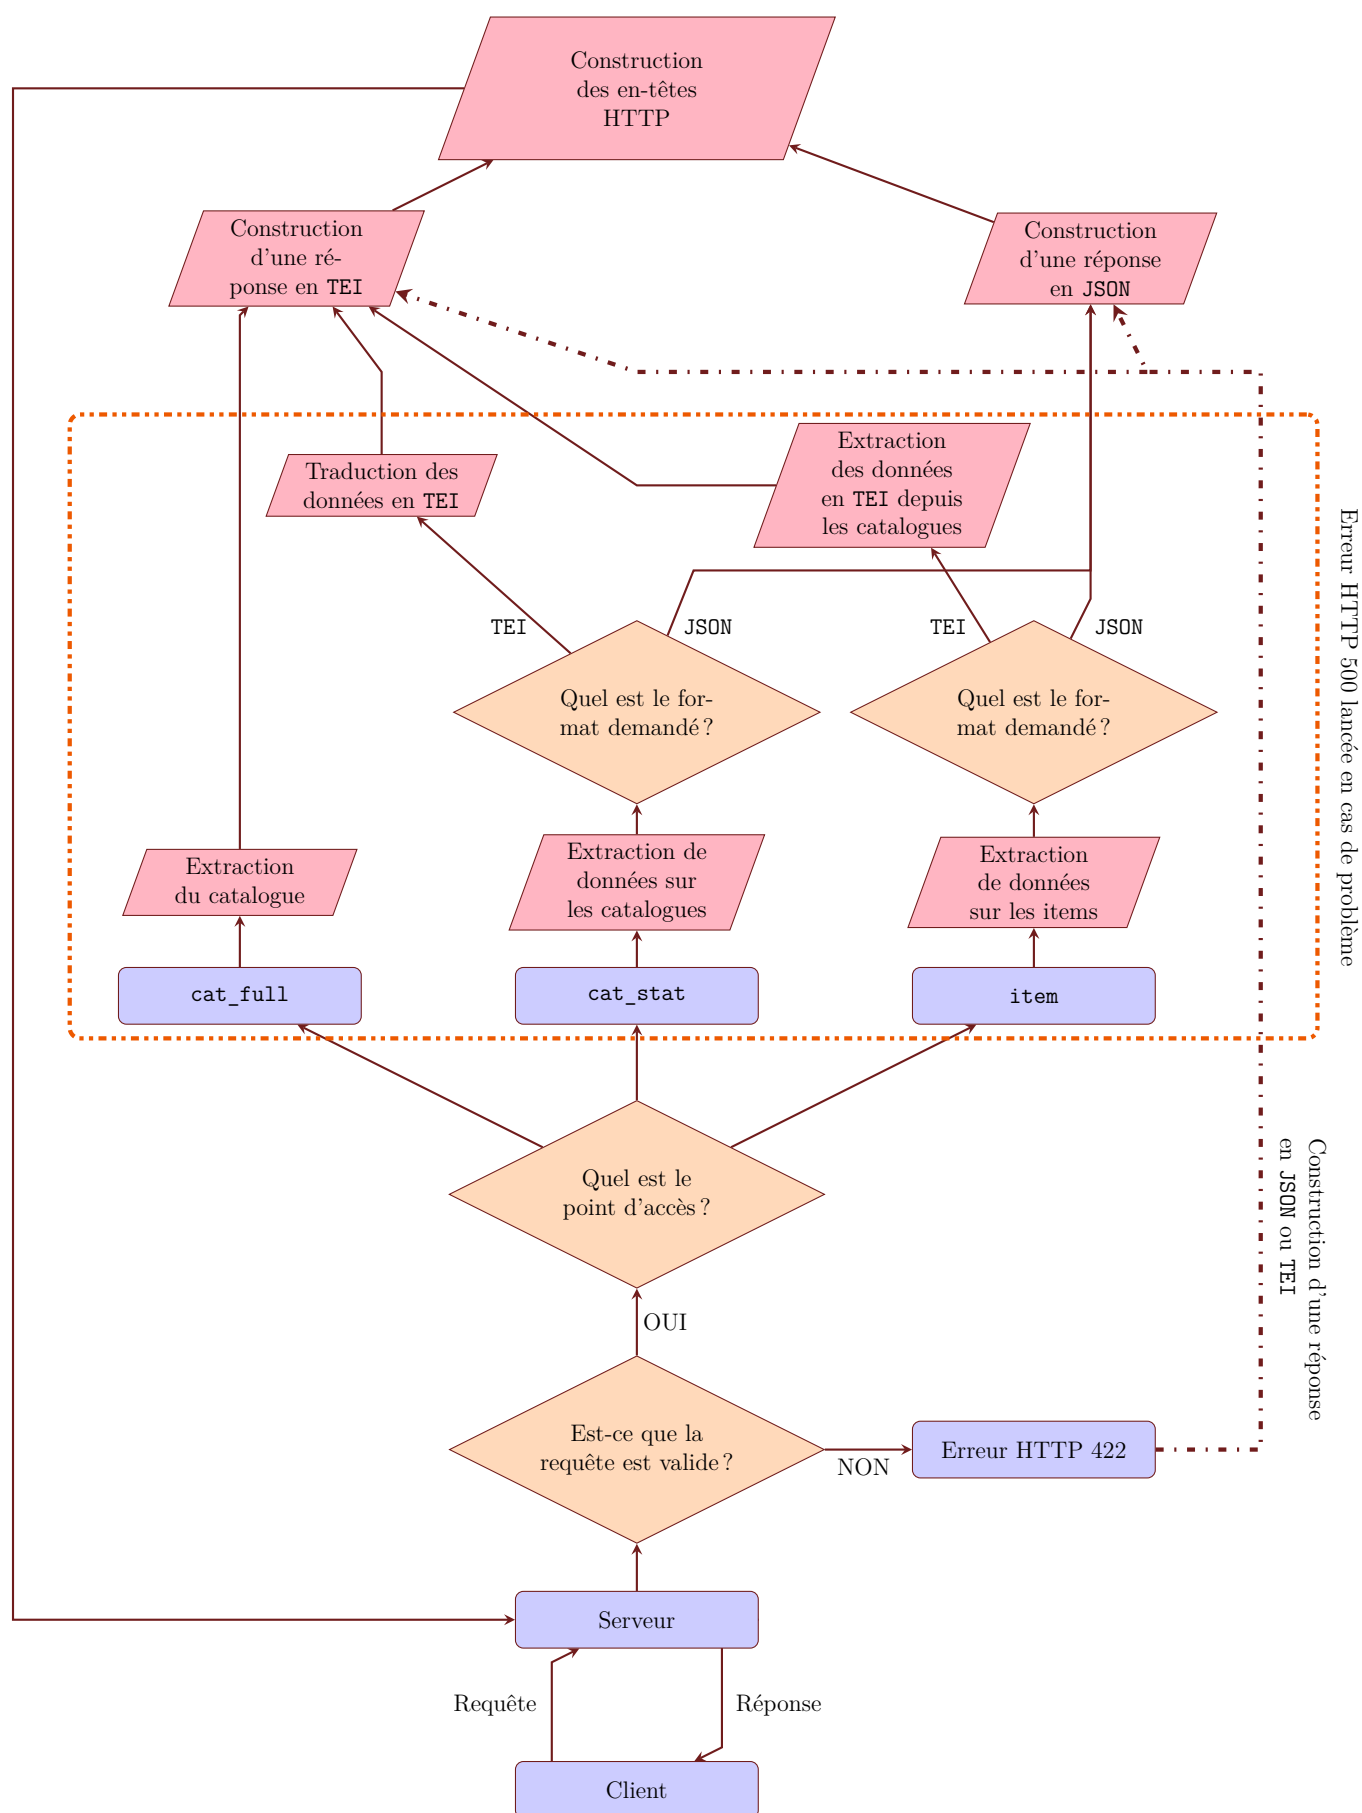 Construction
des en-têtes
HTTP
Construction
d'une ré-
ponse en TEI
Construction
d'une réponse
en JSON
Traduction des
données en TEI
Extraction
des données
en TEI depuis
les catalogues
Erreur HTTP 500 lancée en cas de problème
TEI
JSON
TEI
JSON
Quel est le for-
mat demandé ?
Quel est le for-
mat demandé ?
Extraction
du catalogue
Extraction de
données sur
les catalogues
Extraction
de données
sur les items
cat_full
cat_stat
item
Quel est le
point d'accès ?
Construction d'une réponse
en JSON ou TEI
OUI
Est-ce que la
requête est valide ?
NON
Erreur HTTP 422
Serveur
Requête
Réponse
Client